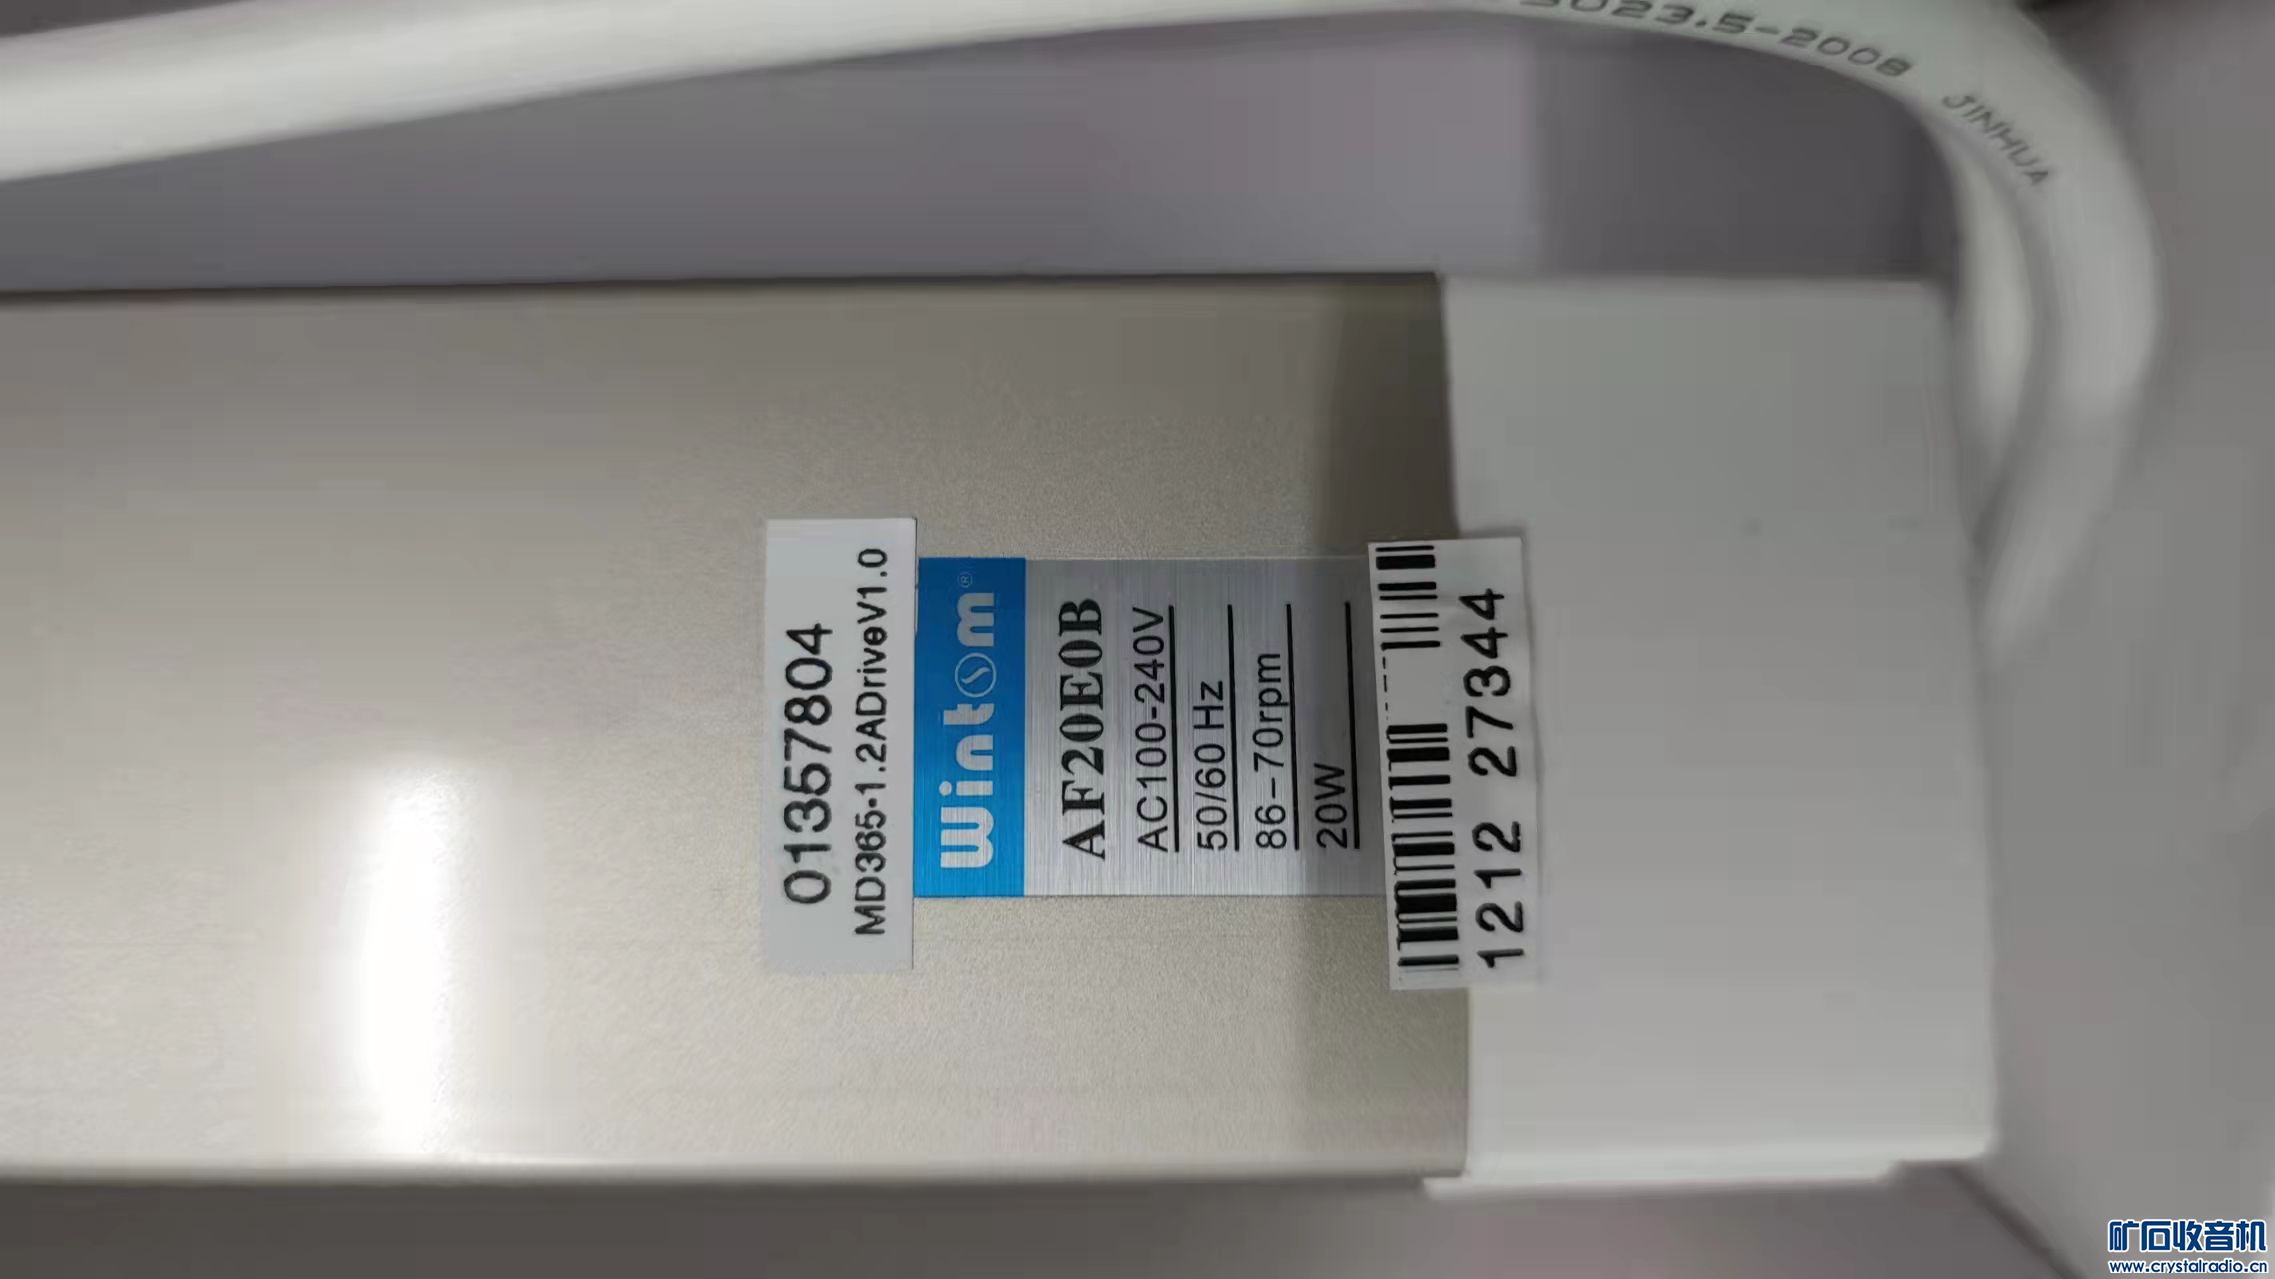 3023.5-2008 JINHUA
01357804
MD365-1.2ADriveV1.0
Wintom®
AF20E0B
AC100-240V
50/60 Hz
86-70rpm
20W
1212 27344
矿石收音机
www.crystalradio.cn